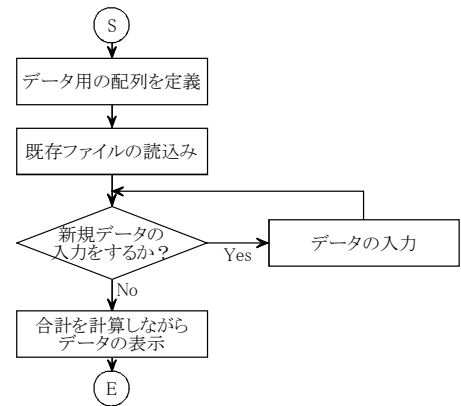 S
データ用の配列を定義
既存ファイルの読込み
新規データの
入力をするか？
Yes
データの入力
No
合計を計算しながら
データの表示
E